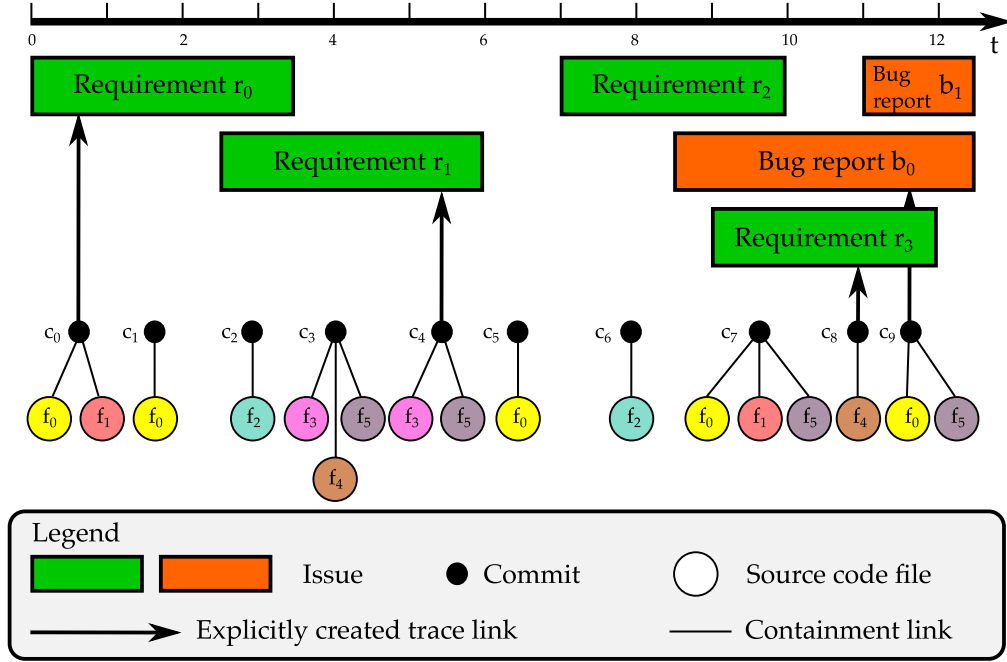 0 2 4 6 8 10 12
t
Requirement r0 Requirement r2 Bug report b1
Requirement r1 Bug report b0
Requirement r3
c0 c1 c2 c3 c4 c5 c6 c7 c8 c9
f0 f1 f0 f2 f3 f5 f3 f5 f0 f2 f0 f1 f5 f4 f0 f5
f4
Legend
Issue Commit Source code file
Explicitly created trace link Containment link